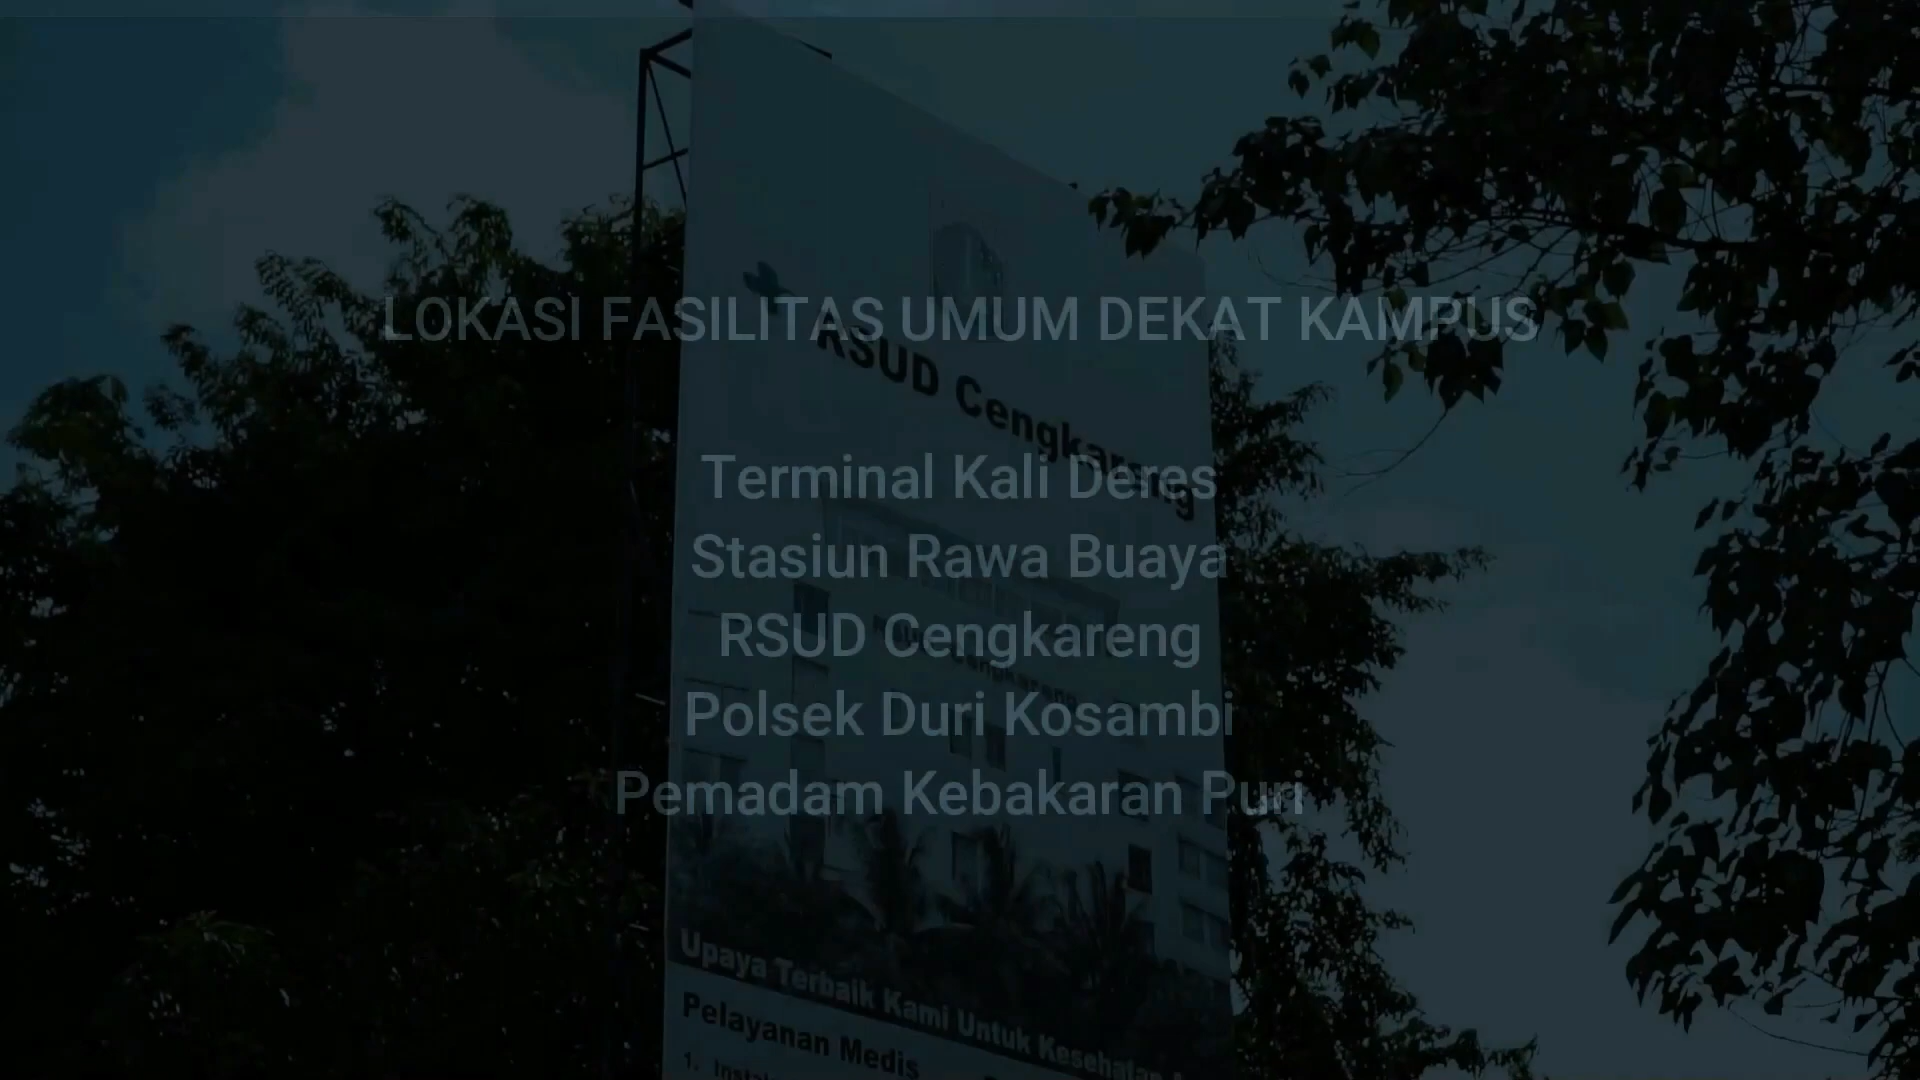 LOKASI FASILITAS UMUM DEKAT KAMPUS
RSUD Cengkareng
Terminal Kali Deres
Stasiun Rawa Buaya
RSUD Cengkareng
Polsek Duri Kosambi
Pemadam Kebakaran Puri
Upaya Terbaik Kami Untuk
Pelayanan Medis
1.